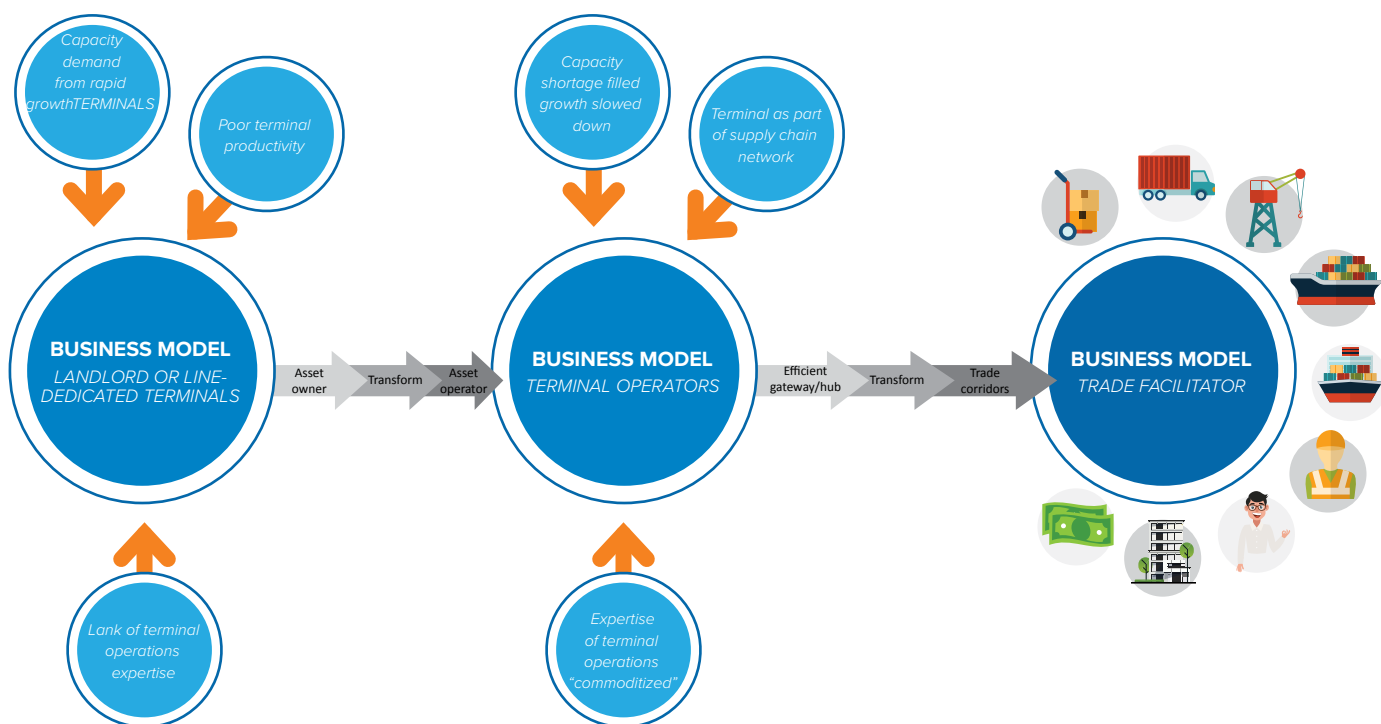 Capacity
demand
from rapid
growthTERMINALS
Poor terminal
productivity
BUSINESS MODEL
LANDLORD OR LINE-
DEDICATED TERMINALS
Lank of terminal
operations
expertise
Asset
owner
Transform
Asset
operator
Capacity
shortage filled
growth slowed
down
Terminal as part
of supply chain
network
BUSINESS MODEL
TERMINAL OPERATORS
Expertise
of terminal
operations
“commoditized”
Efficient
gateway/hub
Transform
Trade
corridors
BUSINESS MODEL
TRADE FACILITATOR